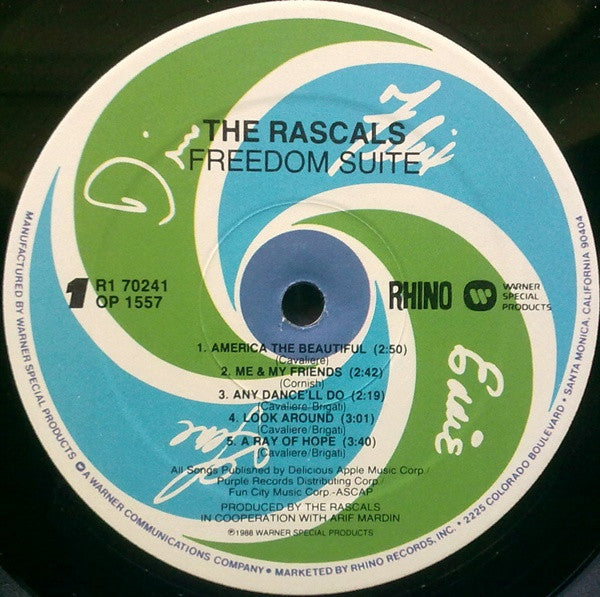 THE RASCALS
FREEDOM SUITE
1 R1 70241
OP 1557
RHINO
W WARNER
SPECIAL
PRODUCTS
1. AMERICA THE BEAUTIFUL (2:50)
(Cavaliere)
2. ME & MY FRIENDS (2:42)
(Cornish)
3. ANY DANCE'LL DO (2:19)
(Cavaliere/Brigati)
4. LOOK AROUND (3:01)
(Cavaliere/Brigati)
5. A RAY OF HOPE (3:40)
(Cavaliere/Brigati)
All Songs Published by Delicious Apple Music Corp./
Purple Records Distributing Corp./
Fun City Music Corp.-ASCAP
PRODUCED BY THE RASCALS
IN COOPERATION WITH ARIF MARDIN
℗1988 WARNER SPECIAL PRODUCTS
MANUFACTURED BY WARNER SPECIAL PRODUCTS W A WARNER COMMUNICATIONS COMPANY • MARKETED BY RHINO RECORDS, INC. • 2225 COLORADO BOULEVARD • SANTA MONICA, CALIFORNIA 90404
Felix